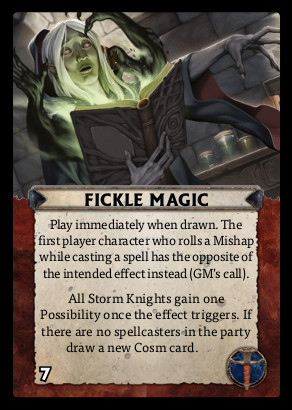 FICKLE MAGIC
Play immediately when drawn. The
first player character who rolls a Mishap
while casting a spell has the opposite of
the intended effect instead (GM's call).
All Storm Knights gain one
Possibility once the effect triggers. If
there are no spellcasters in the party
draw a new Cosm card.
7